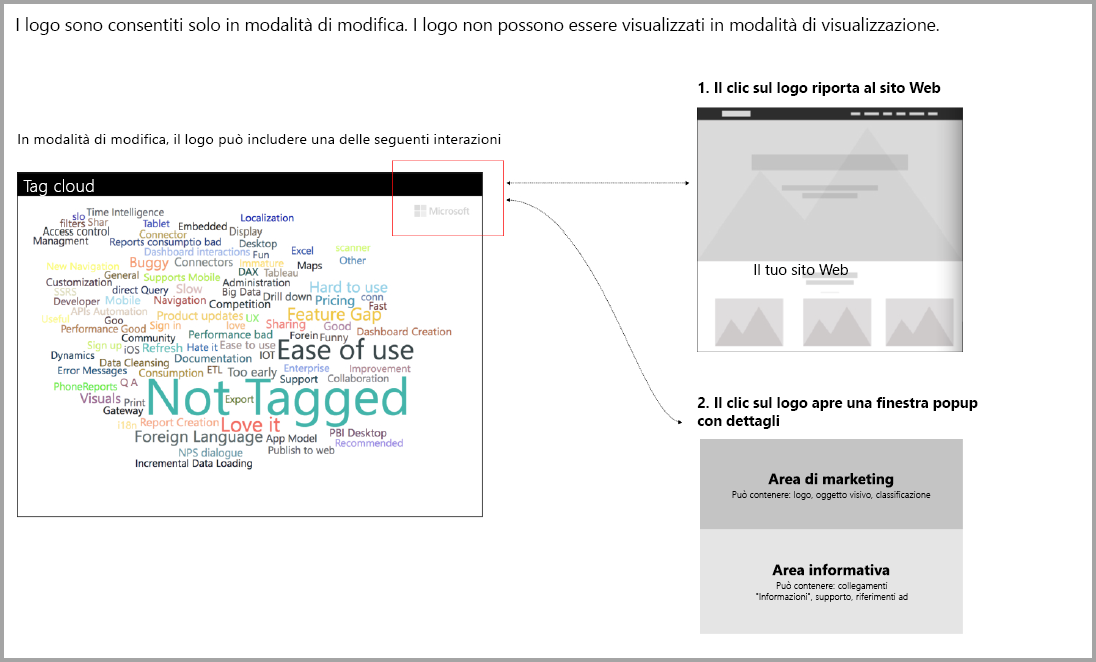 I logo sono consentiti solo in modalità di modifica. I logo non possono essere visualizzati in modalità di visualizzazione.
In modalità di modifica, il logo può includere una delle seguenti interazioni
Tag cloud
Microsoft
Time Intelligence
slo
filters Shar
Tablet
Embedded
Localization
Access control
Connector
Display
Managment
Reports consumptio bad
Desktop
Dashboard interactions
Fun
Excel
scanner
New Navigation
Buggy
Connectors
Immature
Maps
Other
General
Supports Mobile
DAX
Tableau
Customization
direct Query
Slow
Administration
Hard to use
SSRS
Big Data
Drill down
Pricing
conn
Developer
Mobile
Navigation
Competition
Fast
APIs Automation
Product updates
UX
Feature Gap
Useful
Goo
Sign in
love
Sharing
Good
Performance Good
Performance bad
Forein
Funny
Dashboard Creation
Community
Sign up
iOS
Refresh
Hate it
Ease to use
Ease of use
Dynamics
Data Cleansing
Documentation
IOT
Error Messages
Consumption
ETL
Too early
Enterprise
Improvement
PhoneReports
Q A
Support
Collaboration
Visuals
Print
Not Tagged
Export
Gateway
i18n
Report Creation
Love it
Foreign Language
App Model
PBI Desktop
Recommended
NPS dialogue
Publish to web
Incremental Data Loading
1. Il clic sul logo riporta al sito Web
Il tuo sito Web
2. Il clic sul logo apre una finestra popup
con dettagli
Area di marketing
Può contenere: logo, oggetto visivo, classificazione
Area informativa
Può contenere: collegamenti
"Informazioni", supporto, riferimenti ad